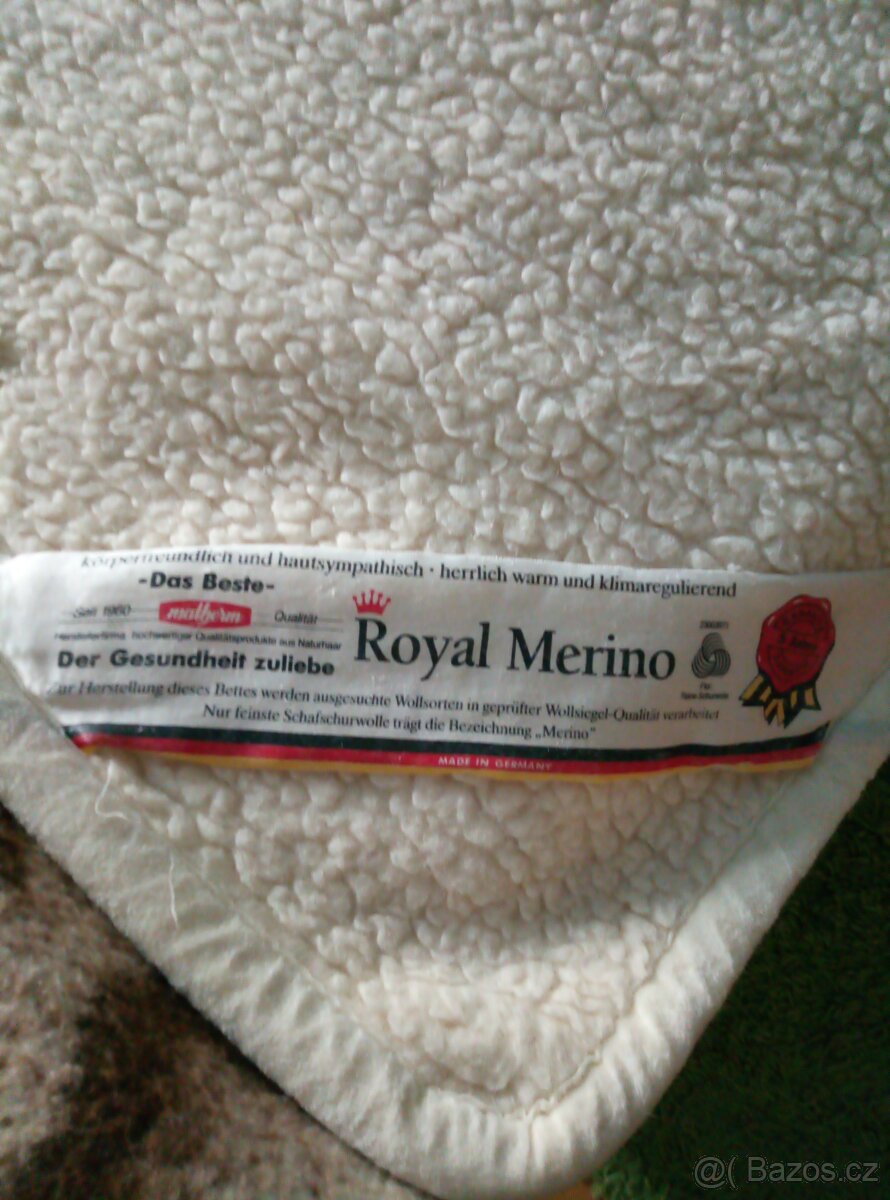 körperfreundlich und hautsympathisch · herrlich warm und klimaregulierend
-Das Beste-
Seit 1960 malherm Qualität
Herstellerfirma hochwertiger Qualitätsprodukte aus Naturhaar
Der Gesundheit zuliebe
Royal Merino
Zur Herstellung dieses Bettes werden ausgesuchte Wollsorten in geprüfter Wollsiegel-Qualität verarbeitet
Nur feinste Schafschurwolle trägt die Bezeichnung „Merino"
MADE IN GERMANY
@( Bazos.cz